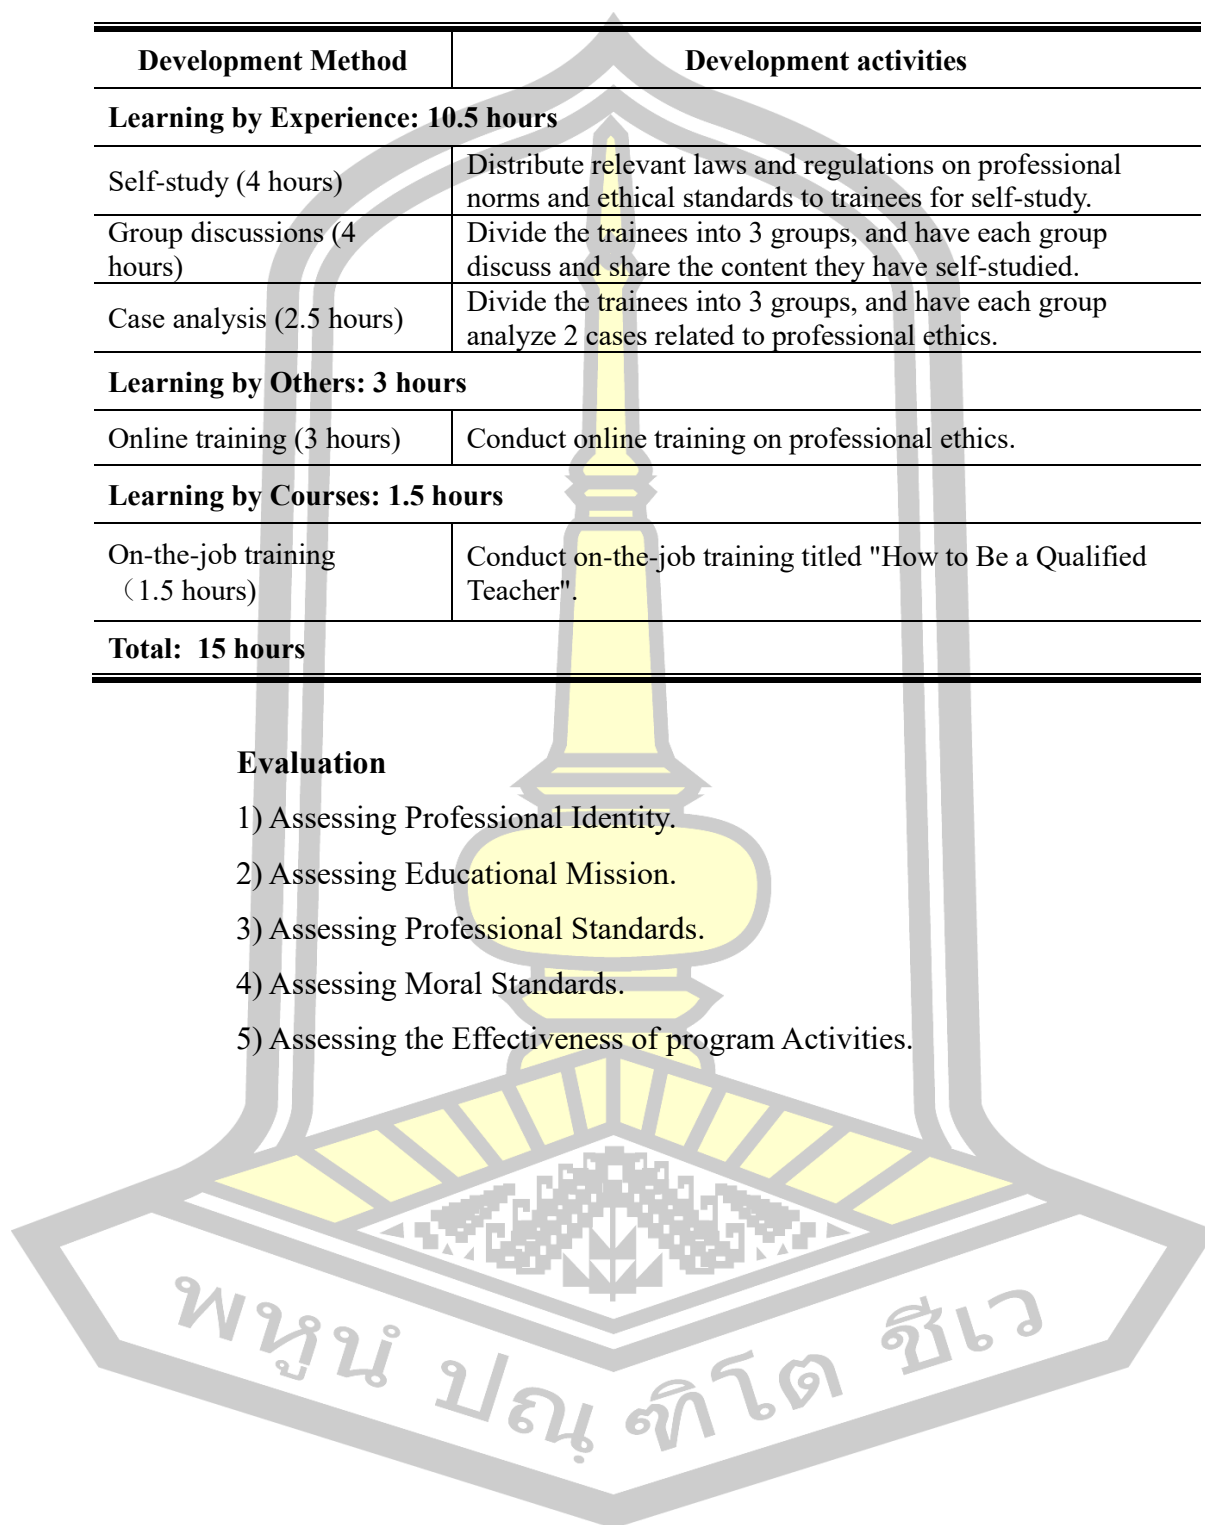 Development Method
Development activities
Learning by Experience: 10.5 hours
Self-study (4 hours)
Distribute relevant laws and regulations on professional
norms and ethical standards to trainees for self-study.
Group discussions (4
hours)
Divide the trainees into 3 groups, and have each group
discuss and share the content they have self-studied.
Case analysis (2.5 hours)
Divide the trainees into 3 groups, and have each group
analyze 2 cases related to professional ethics.
Learning by Others: 3 hours
Online training (3 hours)
Conduct online training on professional ethics.
Learning by Courses: 1.5 hours
On-the-job training
（1.5 hours)
Conduct on-the-job training titled "How to Be a Qualified
Teacher".
Total:  15 hours
Evaluation
1) Assessing Professional Identity.
2) Assessing Educational Mission.
3) Assessing Professional Standards.
4) Assessing Moral Standards.
5) Assessing the Effectiveness of program Activities.
พหูนํ ปณฺฑิโต ชีเว